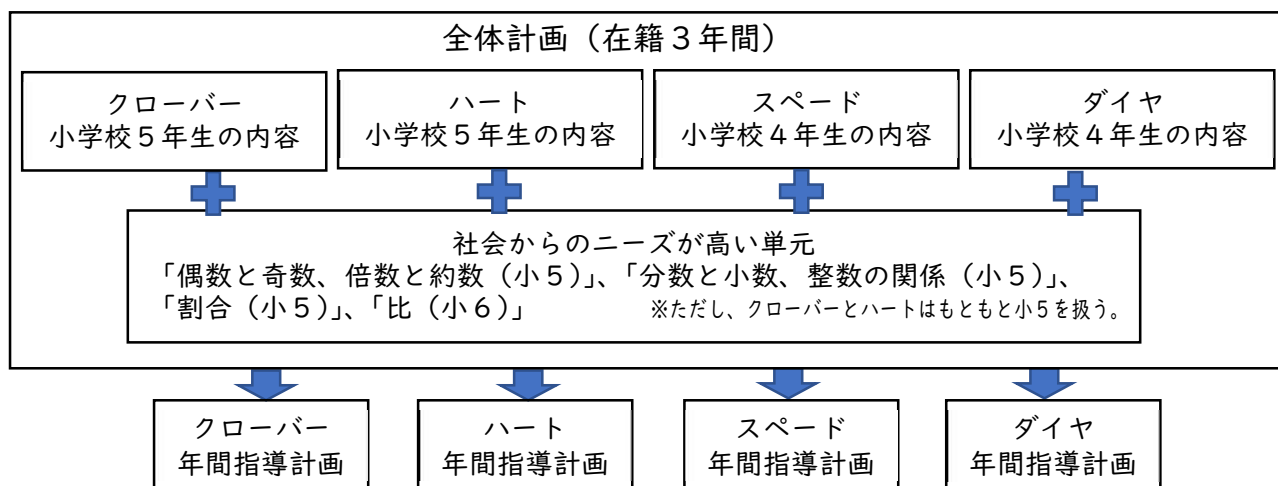 全体計画(在籍3年間)
クローバー
小学校5年生の内容
ハート
小学校5年生の内容
スペード
小学校4年生の内容
ダイヤ
小学校4年生の内容
社会からのニーズが高い単元
「偶数と奇数、倍数と約数(小5)」、「分数と小数、整数の関係(小5)」、
「割合(小5)」、「比(小6)」 ※ただし、クローバーとハートはもともと小5を扱う。
クローバー
年間指導計画
ハート
年間指導計画
スペード
年間指導計画
ダイヤ
年間指導計画